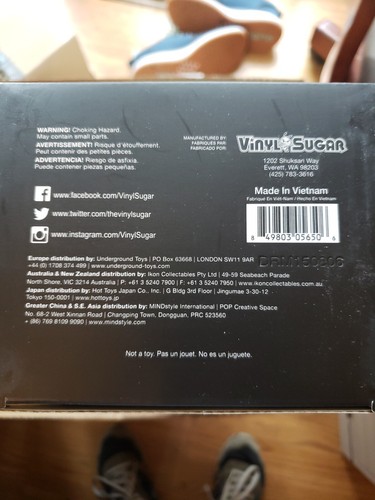 WARNING! Choking Hazard.
May contain small parts.
AVERTISSEMENT! Risque d'étouffement.
Peut contenir des petites pièces.
ADVERTENCIA! Riesgo de asfixia.
Puede contener piezas pequeñas.
MANUFACTURED BY
FABRIQUÉ PAR
FABRICADO POR:
VINYL SUGAR
1202 Shuksan Way
Everett, WA 98203
(425) 783-3616
www.facebook.com/VinylSugar
www.twitter.com/thevinylsugar
www.instagram.com/VinylSugar
Made In Vietnam
Fabriqué En Viêt-Nam / Hecho En Vietnam
8 49803 05650 6
Europe distribution by: Underground Toys | PO Box 63668 | LONDON SW11 9AR
+44 (0) 1708 374 499 | www.underground-toys.com
Australia & New Zealand distribution by: Ikon Collectables Pty Ltd | 49-59 Seabeach Parade
North Shore, VIC 3214 Australia | P: +61 3 5240 7900 | F: +61 3 5240 7950 | www.ikoncollectables.com.au
Japan distribution by: Hot Toys Japan Co., Inc. | G Bldg 3rd Floor | Jingumae 3-30-12
Tokyo 150-0001 | www.hottoys.jp
Greater China & S.E. Asia distribution by: MINDstyle International | POP Creative Space
No. 68-2 West Xinnan Road | Changping Town, Dongguan, PRC 523560
+ (86) 769 8109 9090 | www.mindstyle.com
Not a toy. Pas un jouet. No es un juguete.